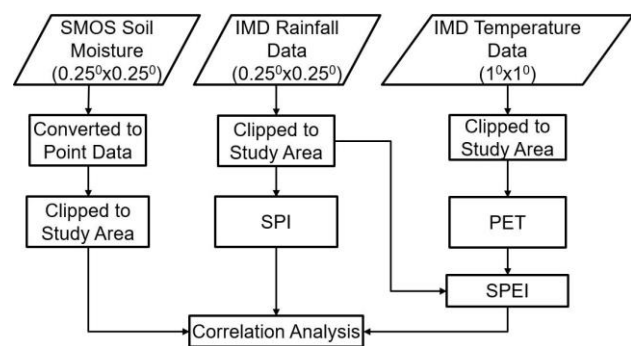 SMOS Soil
Moisture
(0.25⁰x0.25⁰)
IMD Rainfall
Data
(0.25⁰x0.25⁰)
IMD Temperature
Data
(1⁰x1⁰)
Converted to
Point Data
Clipped to
Study Area
Clipped to
Study Area
Clipped to
Study Area
SPI
PET
SPEI
Correlation Analysis